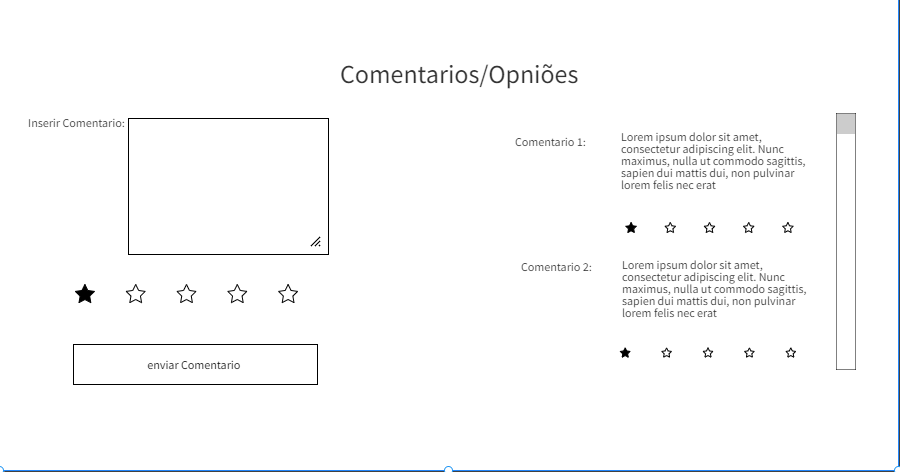 Comentarios/Opniões
Inserir Comentario:
enviar Comentario
Comentario 1:
Lorem ipsum dolor sit amet,
consectetur adipiscing elit. Nunc
maximus, nulla ut commodo sagittis,
sapien dui mattis dui, non pulvinar
lorem felis nec erat
Comentario 2:
Lorem ipsum dolor sit amet,
consectetur adipiscing elit. Nunc
maximus, nulla ut commodo sagittis,
sapien dui mattis dui, non pulvinar
lorem felis nec erat